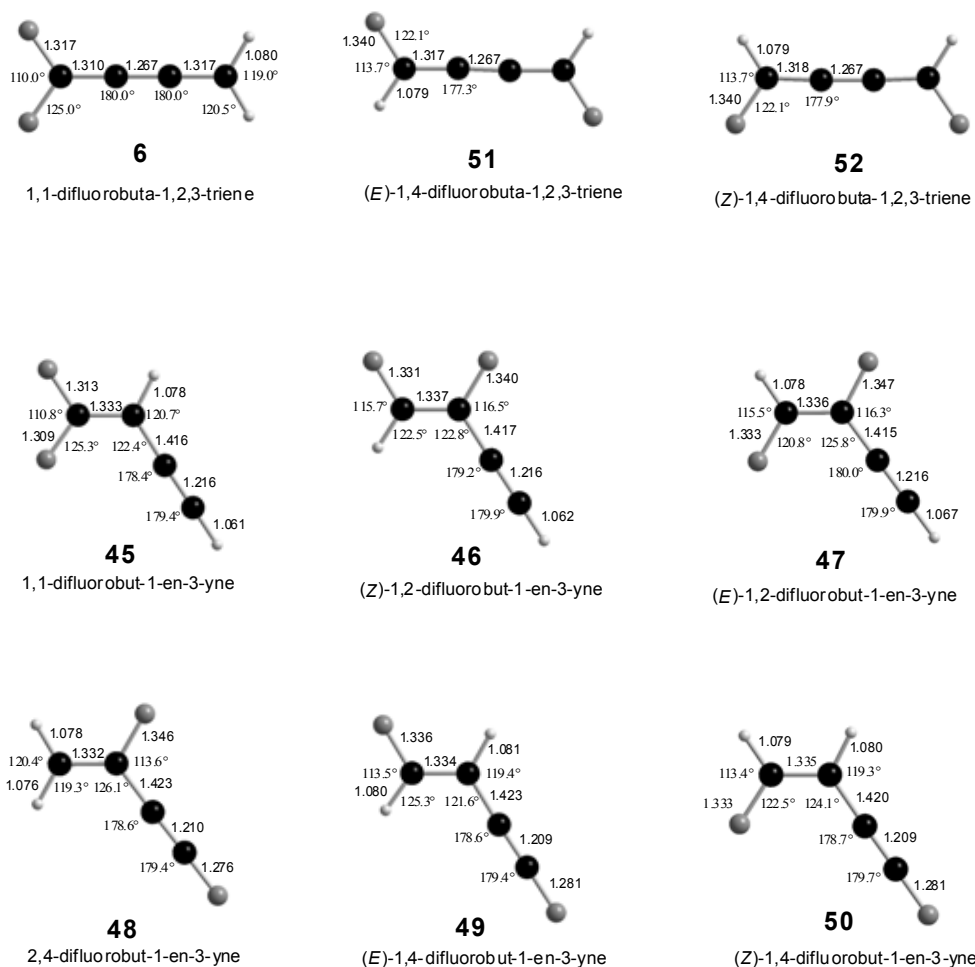 1.317 1.310 1.267 1.317 1.080
110.0° 180.0° 180.0° 119.0°
125.0° 120.5°
6
1,1-difluorobuta-1,2,3-triene
1.340 122.1°
1.317 1.267
113.7° 177.3°
1.079
51
(E)-1,4-difluorobuta-1,2,3-triene
1.079
113.7° 1.318 1.267
1.340 122.1° 177.9°
52
(Z)-1,4-difluorobuta-1,2,3-triene
1.313 1.078
110.8° 1.333 120.7°
1.309 125.3° 122.4° 1.416
178.4° 1.216
179.4° 1.061
45
1,1-difluorobut-1-en-3-yne
1.331 1.340
115.7° 1.337 116.5°
122.5° 122.8° 1.417
179.2° 1.216
179.9° 1.062
46
(Z)-1,2-difluorobut-1-en-3-yne
1.078 1.347
115.5° 1.336 116.3°
1.333 120.8° 125.8° 1.415
180.0° 1.216
179.9° 1.067
47
(E)-1,2-difluorobut-1-en-3-yne
1.078 1.346
120.4° 1.332 113.6°
1.076 119.3° 126.1° 1.423
178.6° 1.210
179.4° 1.276
48
2,4-difluorobut-1-en-3-yne
1.336 1.081
113.5° 1.334 119.4°
1.080 125.3° 121.6° 1.423
178.6° 1.209
179.4° 1.281
49
(E)-1,4-difluorobut-1-en-3-yne
1.079 1.080
113.4° 1.335 119.3°
1.333 122.5° 124.1° 1.420
178.7° 1.209
179.7° 1.281
50
(Z)-1,4-difluorobut-1-en-3-yne